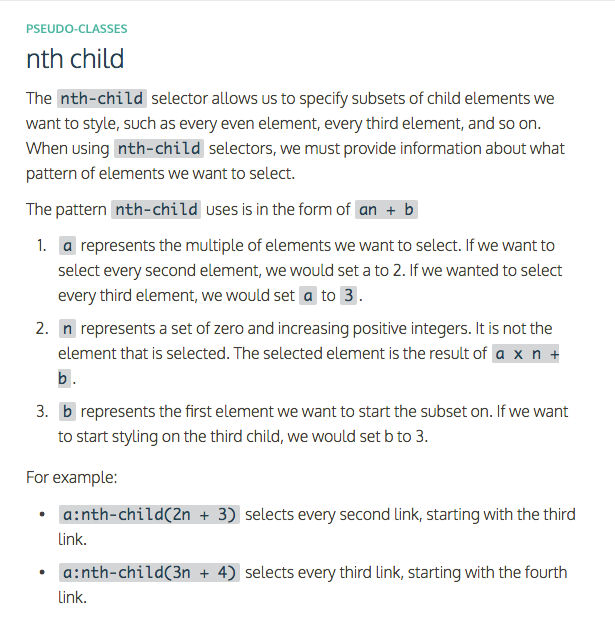 PSEUDO-CLASSES
nth child
The nth-child selector allows us to specify subsets of child elements we
want to style, such as every even element, every third element, and so on.
When using nth-child selectors, we must provide information about what
pattern of elements we want to select.
The pattern nth-child uses is in the form of an + b
1. a represents the multiple of elements we want to select. If we want to
select every second element, we would set a to 2. If we wanted to select
every third element, we would set a to 3.
2. n represents a set of zero and increasing positive integers. It is not the
element that is selected. The selected element is the result of a x n +
b.
3. b represents the first element we want to start the subset on. If we want
to start styling on the third child, we would set b to 3.
For example:
• a:nth-child(2n + 3) selects every second link, starting with the third
link.
• a:nth-child(3n + 4) selects every third link, starting with the fourth
link.